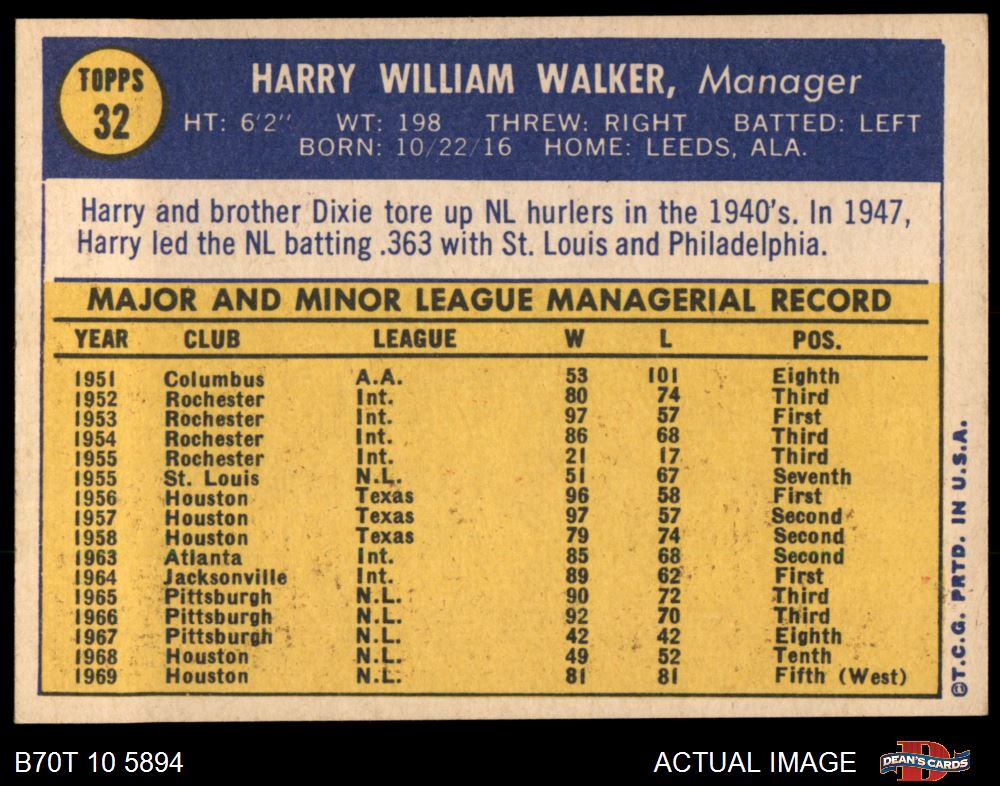 TOPPS
32
HARRY WILLIAM WALKER, Manager
HT: 6'2" WT: 198 THREW: RIGHT BATTED: LEFT
BORN: 10/22/16 HOME: LEEDS, ALA.
Harry and brother Dixie tore up NL hurlers in the 1940's. In 1947,
Harry led the NL batting .363 with St. Louis and Philadelphia.
MAJOR AND MINOR LEAGUE MANAGERIAL RECORD
YEAR CLUB LEAGUE W L POS.
1951 Columbus A.A. 53 101 Eighth
1952 Rochester Int. 80 74 Third
1953 Rochester Int. 97 57 First
1954 Rochester Int. 86 68 Third
1955 Rochester Int. 21 17 Third
1955 St. Louis N.L. 51 67 Seventh
1956 Houston Texas 96 58 First
1957 Houston Texas 97 57 Second
1958 Houston Texas 79 74 Second
1963 Atlanta Int. 85 68 Second
1964 Jacksonville Int. 89 62 First
1965 Pittsburgh N.L. 90 72 Third
1966 Pittsburgh N.L. 92 70 Third
1967 Pittsburgh N.L. 42 42 Eighth
1968 Houston N.L. 49 52 Tenth
1969 Houston N.L. 81 81 Fifth (West)
©T.C.G. PRTD. IN U.S.A.
B70T 10 5894 ACTUAL IMAGE
DEAN'S CARDS